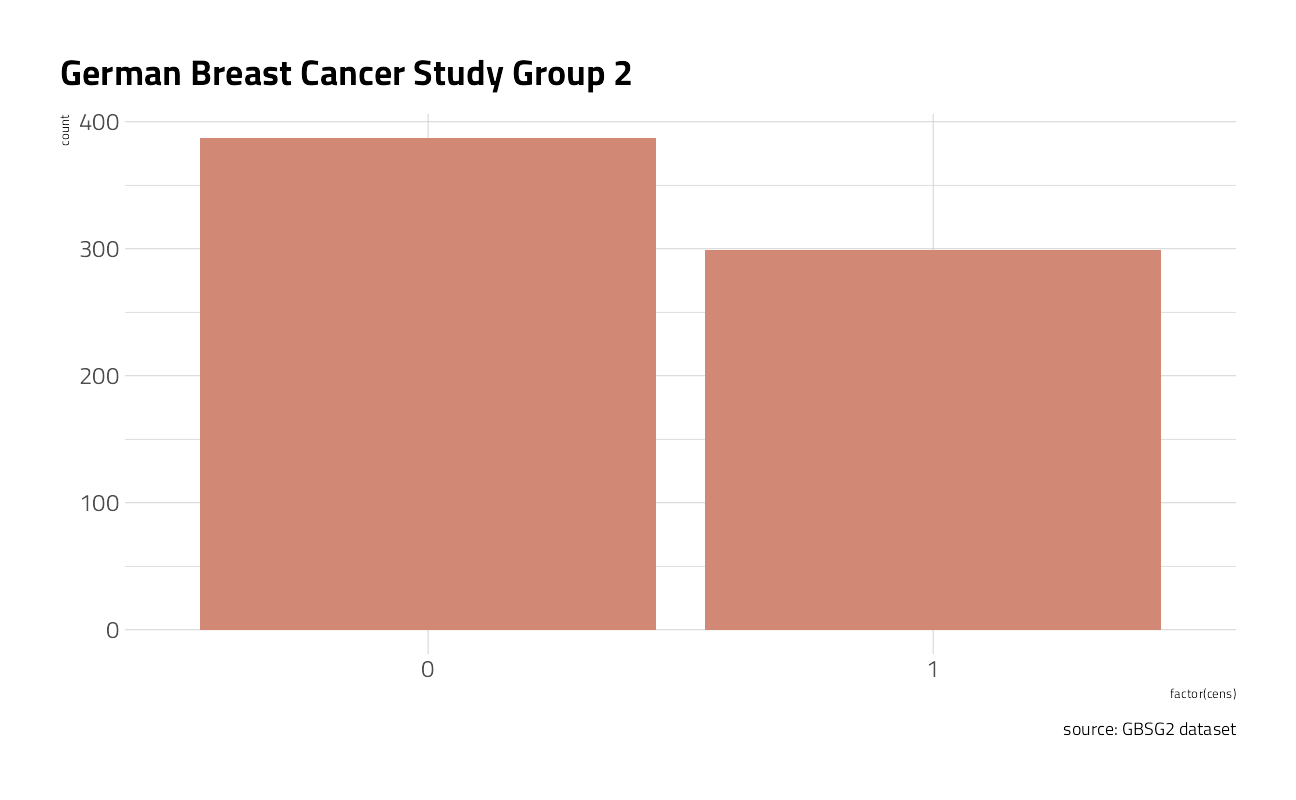 German Breast Cancer Study Group 2
count
400
300
200
100
0
0 1
factor(cens)
source: GBSG2 dataset